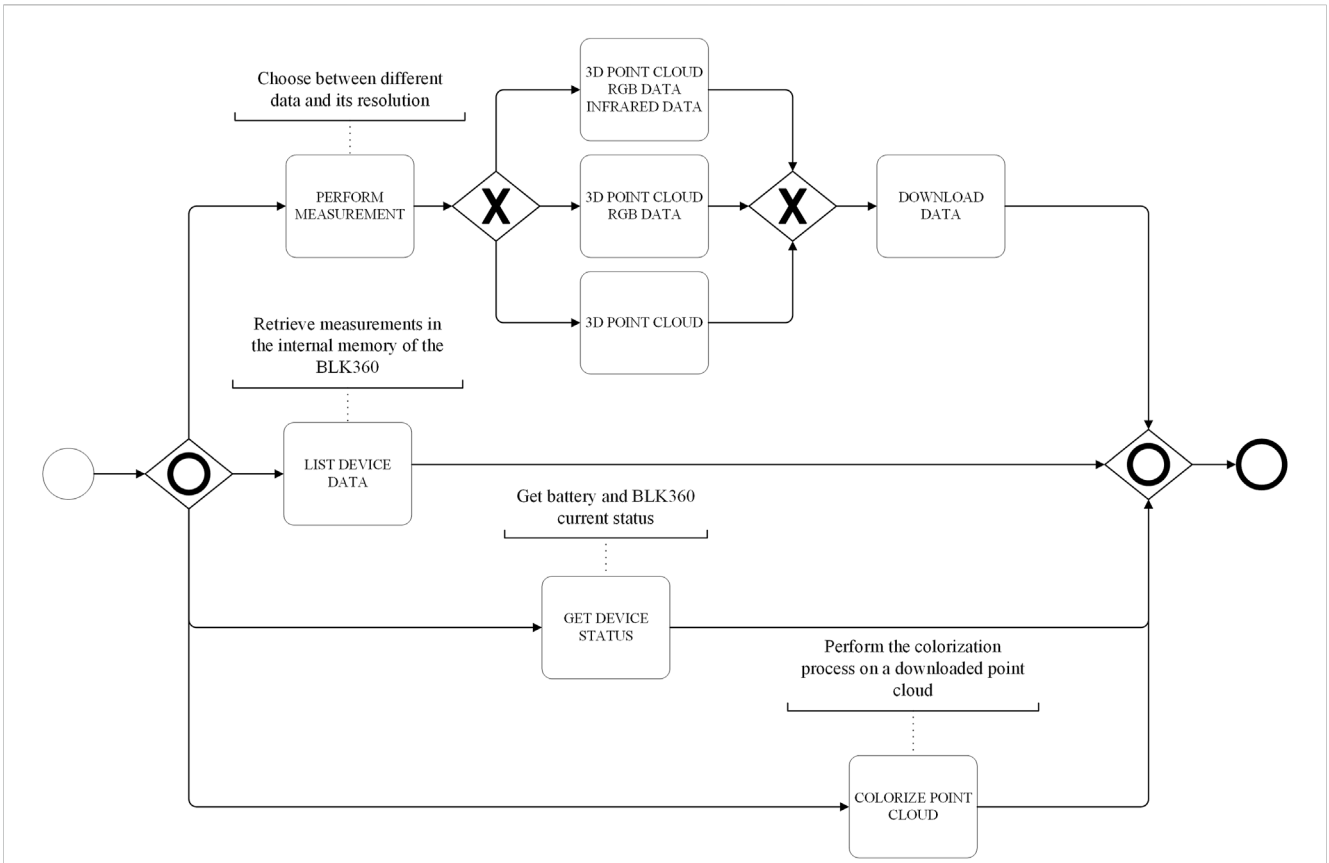 Choose between different
data and its resolution
PERFORM
MEASUREMENT
X
3D POINT CLOUD
RGB DATA
INFRARED DATA
3D POINT CLOUD
RGB DATA
3D POINT CLOUD
X
DOWNLOAD
DATA
Retrieve measurements in
the internal memory of the
BLK360
LIST DEVICE
DATA
Get battery and BLK360
current status
GET DEVICE
STATUS
Perform the colorization
process on a downloaded point
cloud
COLORIZE POINT
CLOUD